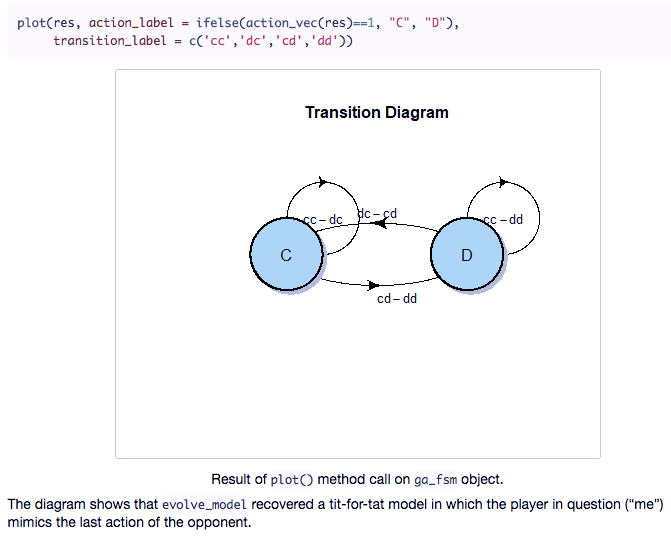 plot(res, action_label = ifelse(action_vec(res)==1, "C", "D"),
transition_label = c('cc','dc','cd','dd'))
Transition Diagram
cc – dc
dc – cd
cc – dd
C
D
cd – dd
Result of plot() method call on ga_fsm object.
The diagram shows that evolve_model recovered a tit-for-tat model in which the player in question (“me”)
mimics the last action of the opponent.